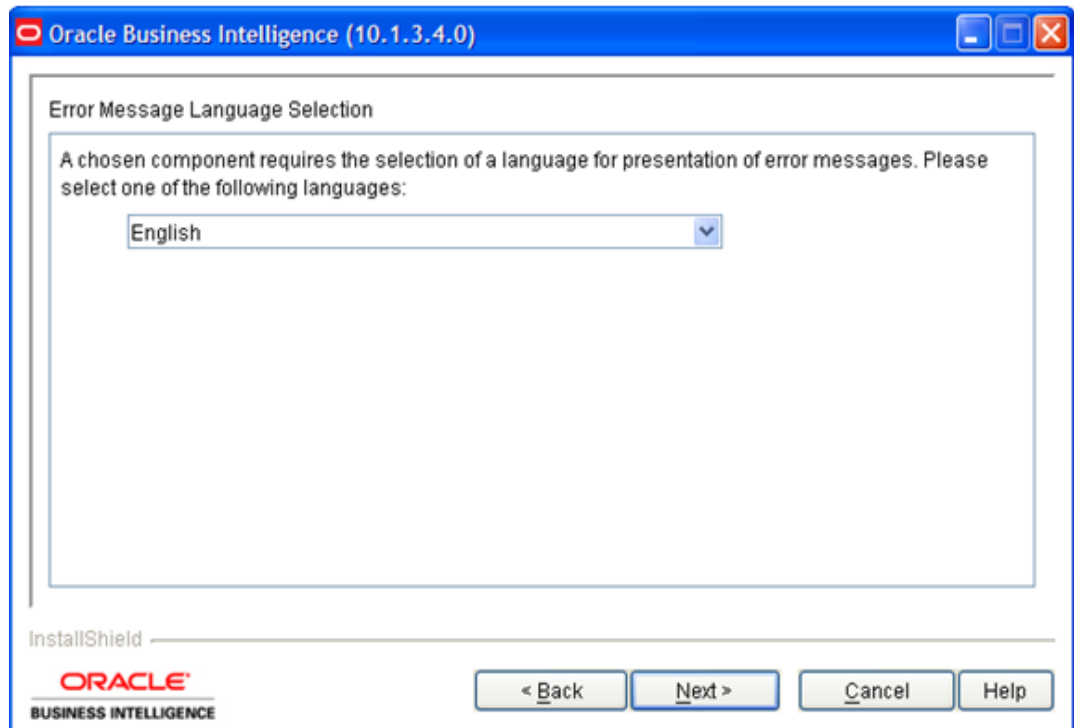 Oracle Business Intelligence (10.1.3.4.0)
Error Message Language Selection
A chosen component requires the selection of a language for presentation of error messages. Please
select one of the following languages:
English
InstallShield
ORACLE
BUSINESS INTELLIGENCE
< Back
Next >
Cancel
Help